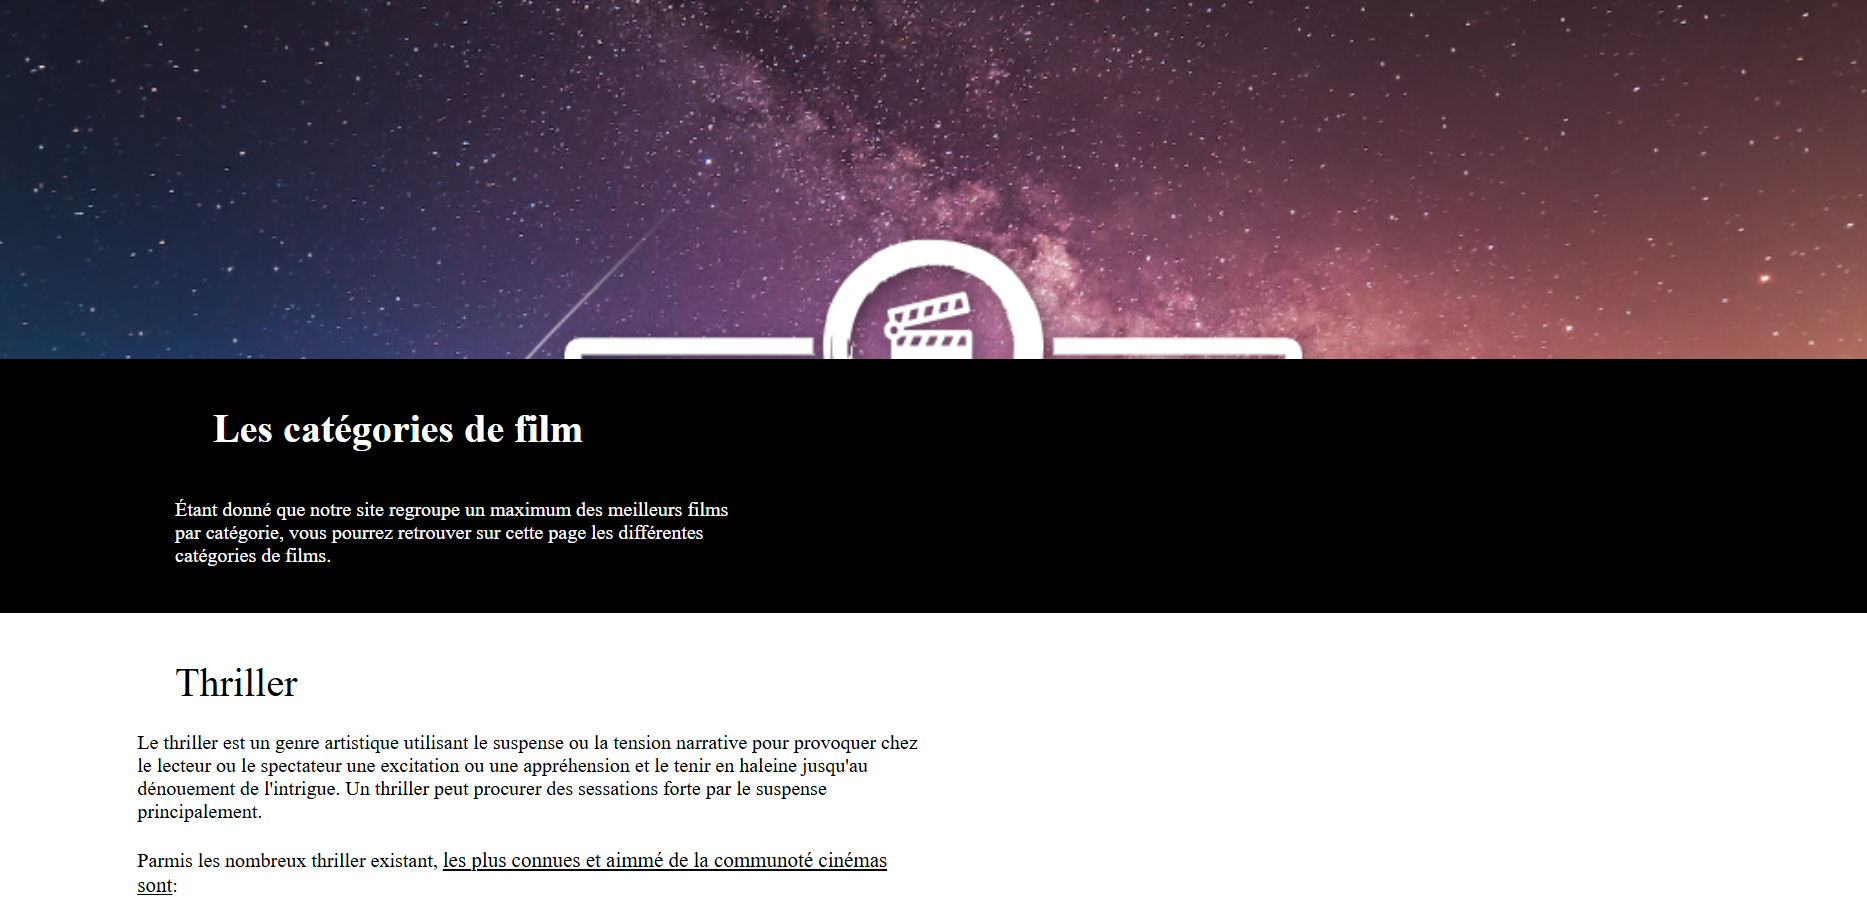 Les catégories de film
Étant donné que notre site regroupe un maximum des meilleurs films
par catégorie, vous pourrez retrouver sur cette page les différentes
catégories de films.
Thriller
Le thriller est un genre artistique utilisant le suspense ou la tension narrative pour provoquer chez
le lecteur ou le spectateur une excitation ou une appréhension et le tenir en haleine jusqu'au
dénouement de l'intrigue. Un thriller peut procurer des sessations forte par le suspense
principalement.
Parmis les nombreux thriller existant, les plus connues et aimmé de la communoté cinémas
sont: